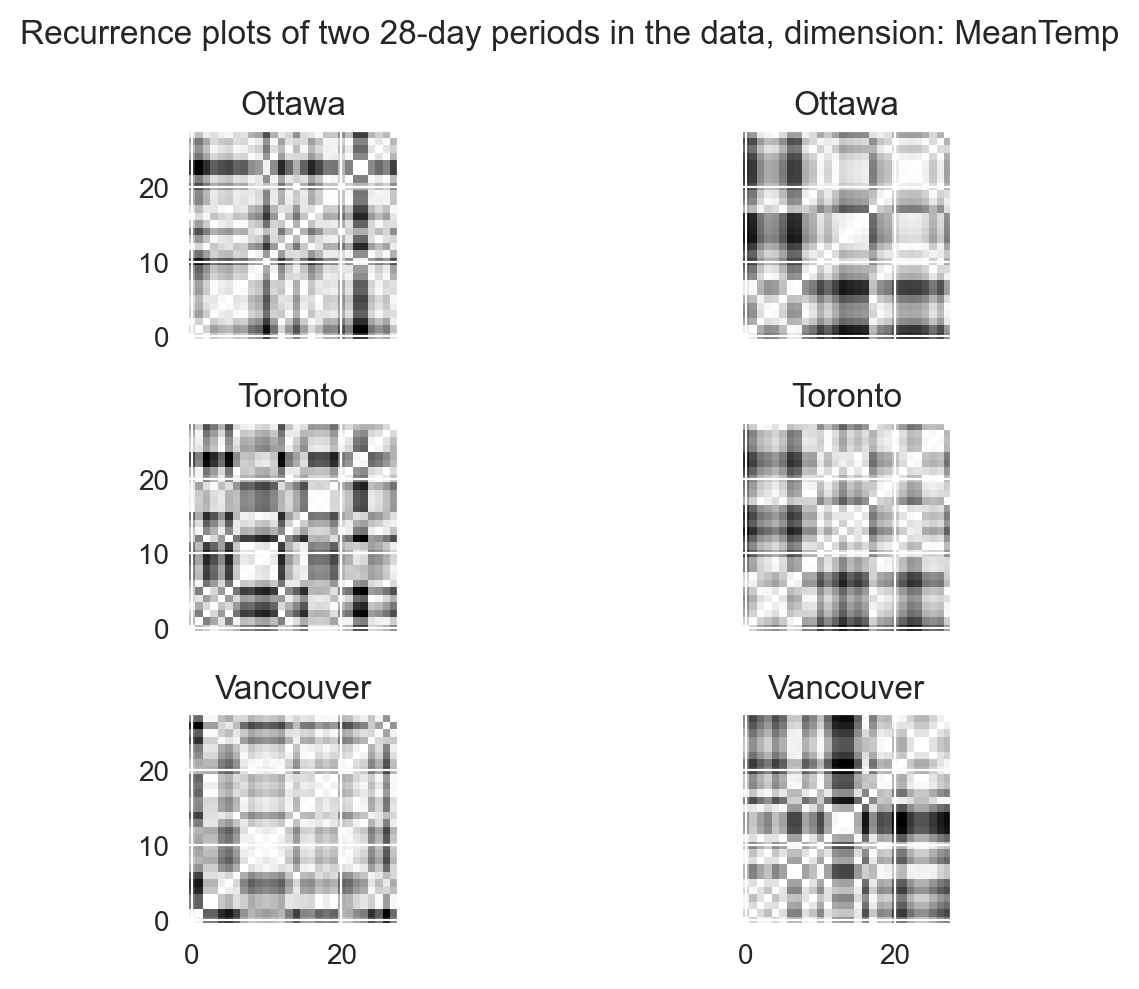 Recurrence plots of two 28-day periods in the data, dimension: MeanTemp
Ottawa
Ottawa
20
10
0
Toronto
Toronto
20
10
0
Vancouver
Vancouver
20
10
0
0 20
0 20